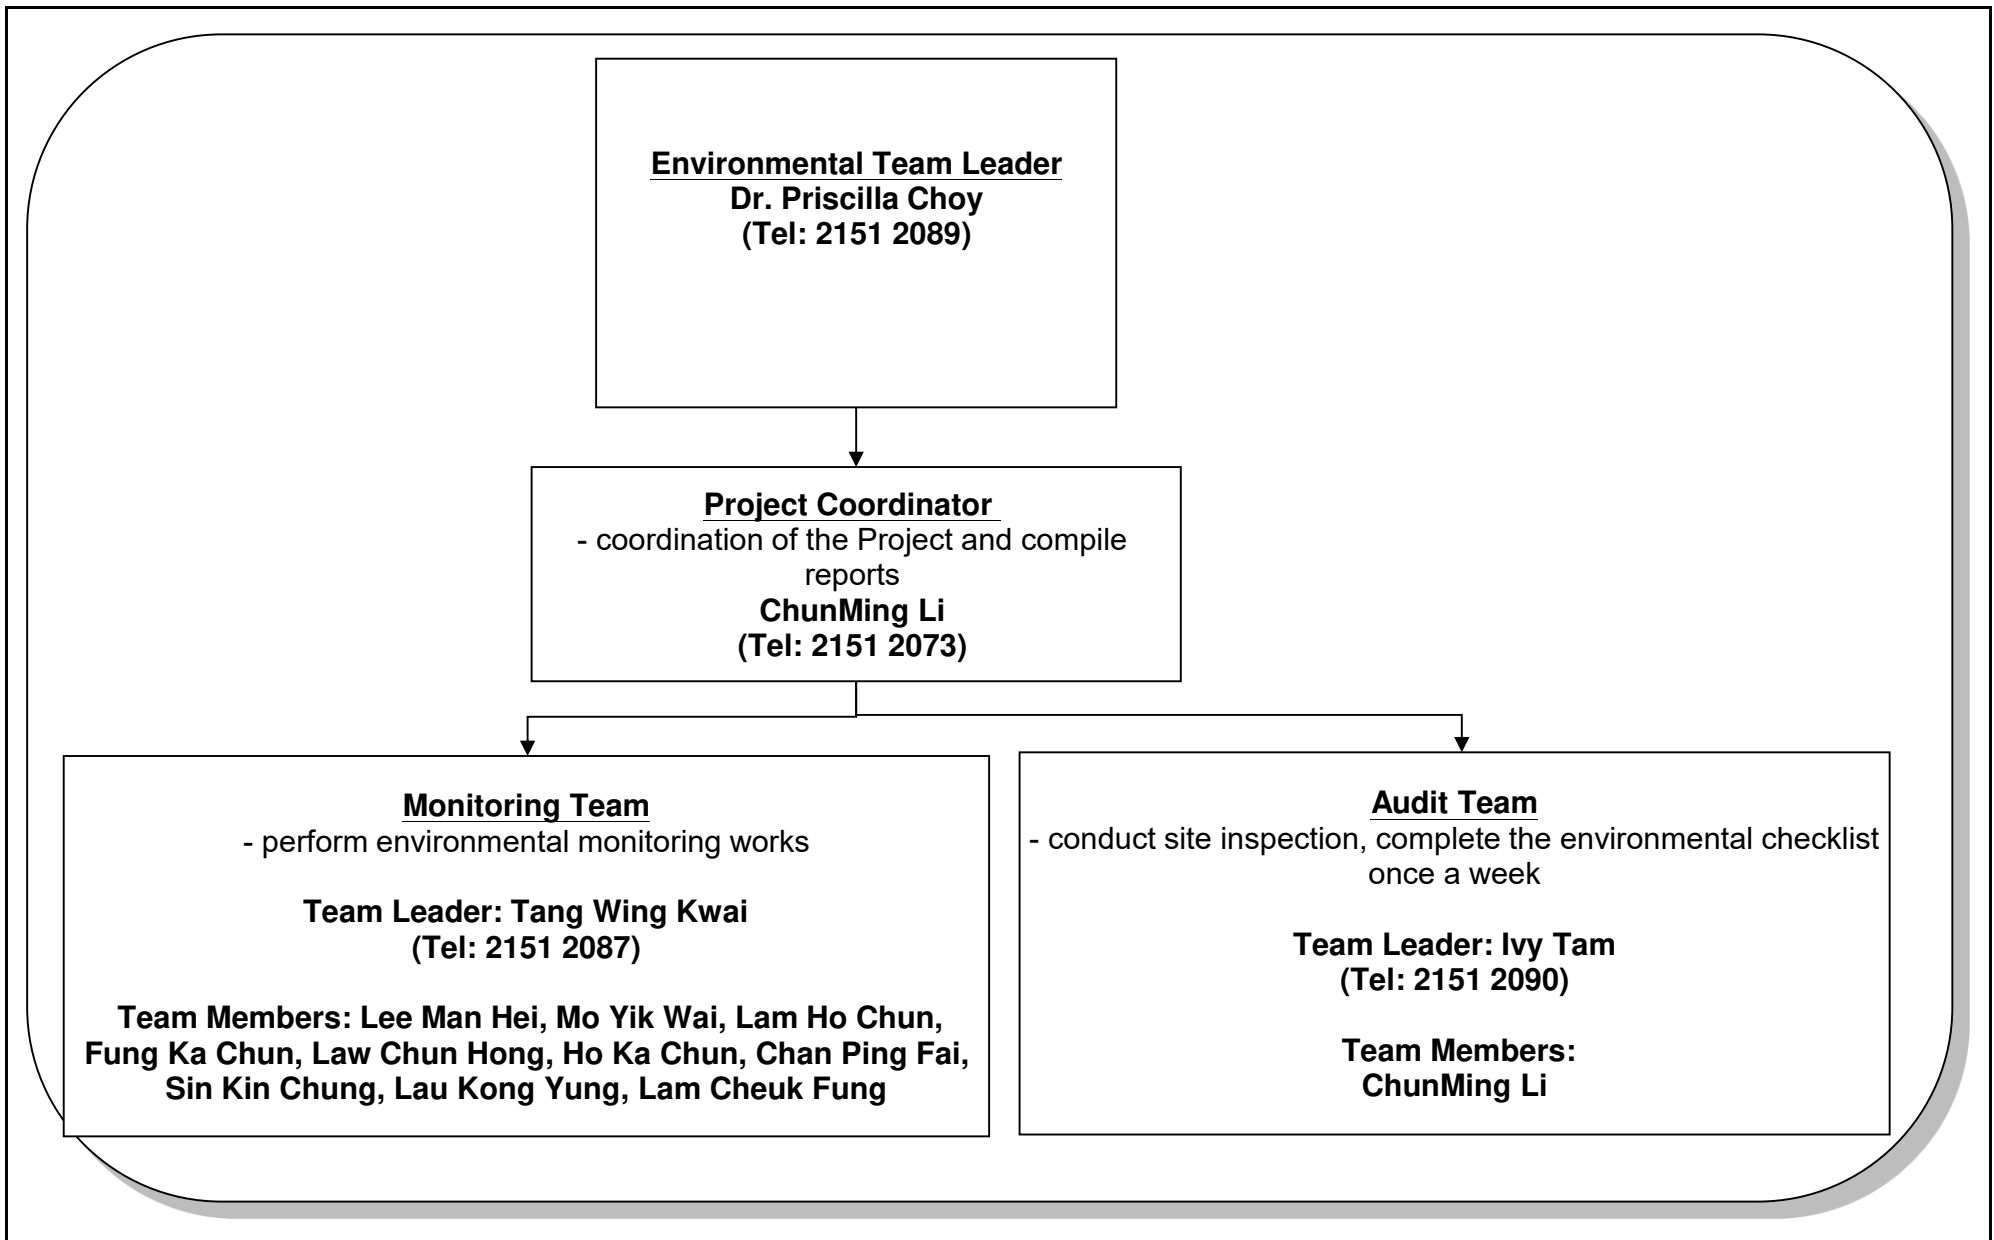 Environmental Team Leader
Dr. Priscilla Choy
(Tel: 2151 2089)
Project Coordinator
- coordination of the Project and compile
reports
ChunMing Li
(Tel: 2151 2073)
Monitoring Team
- perform environmental monitoring works
Team Leader: Tang Wing Kwai
(Tel: 2151 2087)
Team Members: Lee Man Hei, Mo Yik Wai, Lam Ho Chun,
Fung Ka Chun, Law Chun Hong, Ho Ka Chun, Chan Ping Fai,
Sin Kin Chung, Lau Kong Yung, Lam Cheuk Fung
Audit Team
- conduct site inspection, complete the environmental checklist
once a week
Team Leader: Ivy Tam
(Tel: 2151 2090)
Team Members:
ChunMing Li